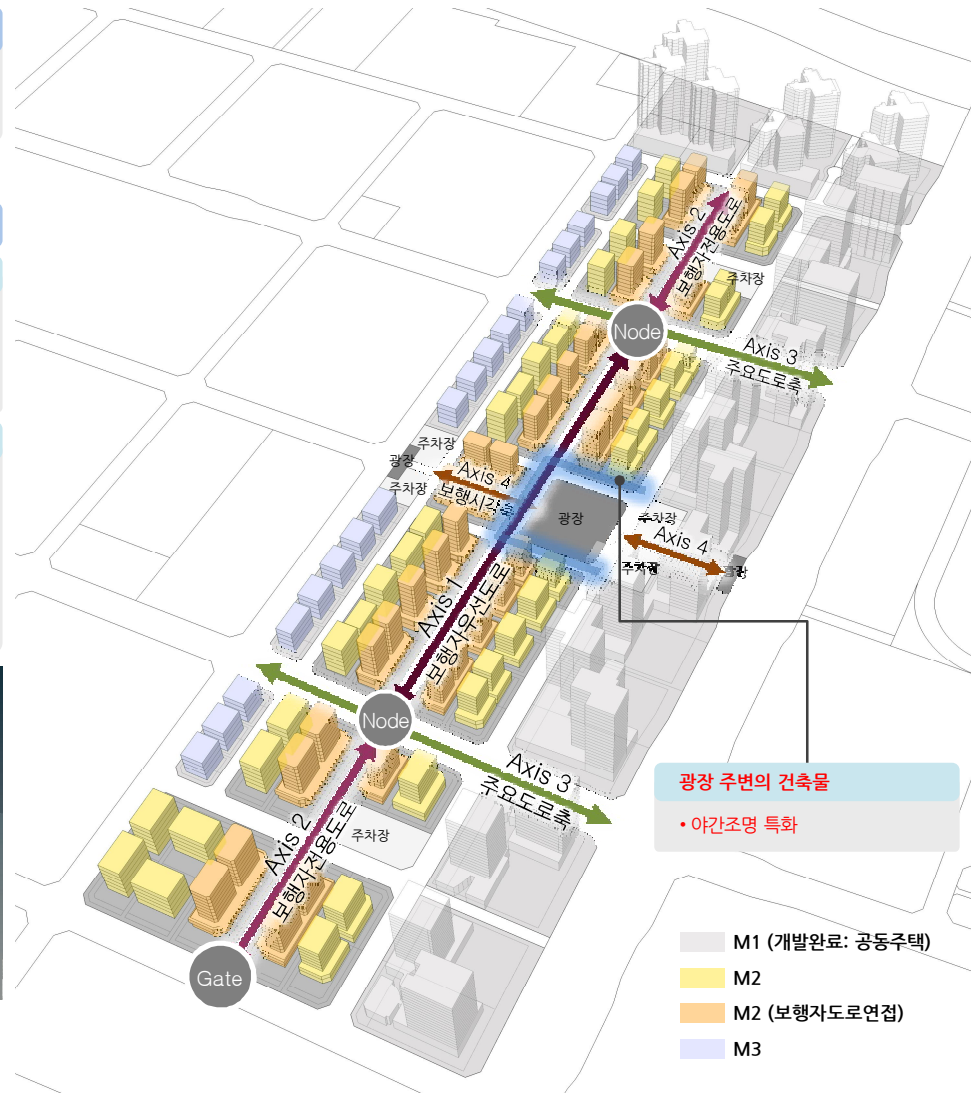 Axis 2
보행자전용도로
주차장
Node
Axis 3
주요도로축
주차장
광장
주차장
Axis 4
보행시각축
광장
주차장
Axis 4
주차장
광장
Axis 1
보행자우선도로
Node
Axis 3
주요도로축
Axis 2
보행자전용도로
주차장
Gate
광장 주변의 건축물
• 야간조명 특화
M1 (개발완료: 공동주택)
M2
M2 (보행자도로연접)
M3